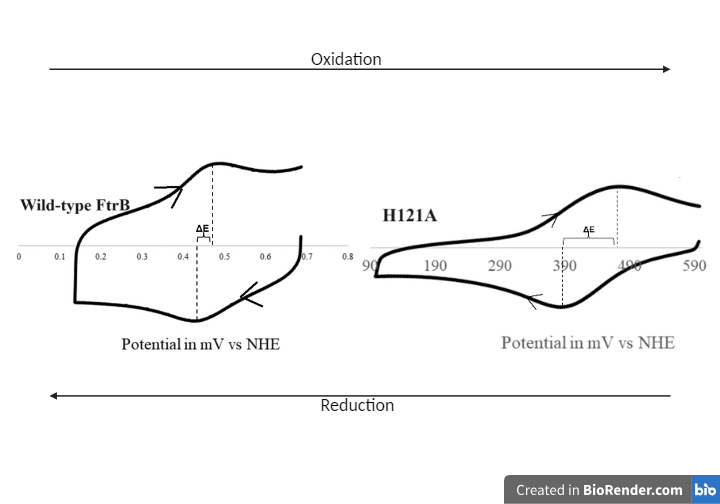 Oxidation
Wild-type FtrB
ΔE
0 0.1 0.2 0.3 0.4 0.5 0.6 0.7 0.8
Potential in mV vs NHE
H121A
ΔE
90 190 290 390 490 590
Potential in mV vs NHE
Reduction
Created in BioRender.com bio